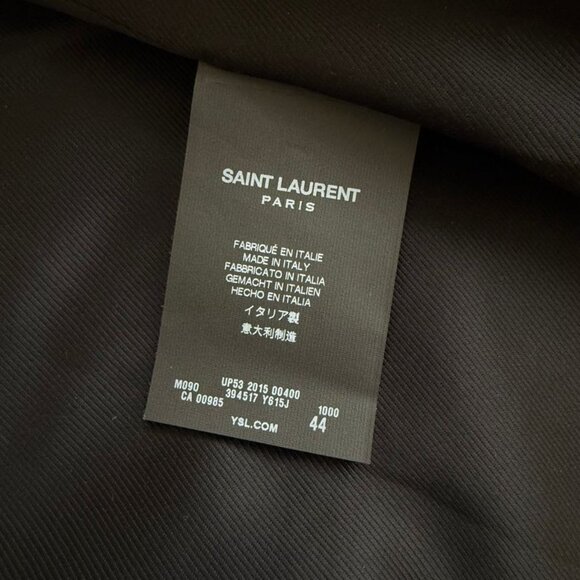 SAINT LAURENT
PARIS
FABRIQUÉ EN ITALIE
MADE IN ITALY
FABBRICATO IN ITALIA
GEMACHT IN ITALIEN
HECHO EN ITALIA
イタリア製
意大利制造
M090 UP53 2015 00400 1000
CA 00985 394517 Y615J 44
YSL.COM